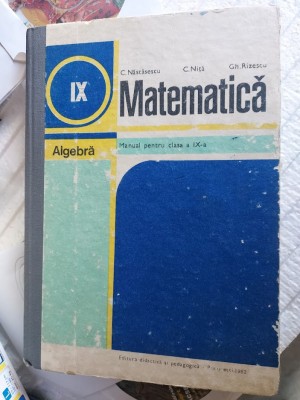 IX
C. Năstăsescu C. Niță Gh. Rizescu
Matematică
Algebră
Manual pentru clasa a IX-a
Editura didactică și pedagogică